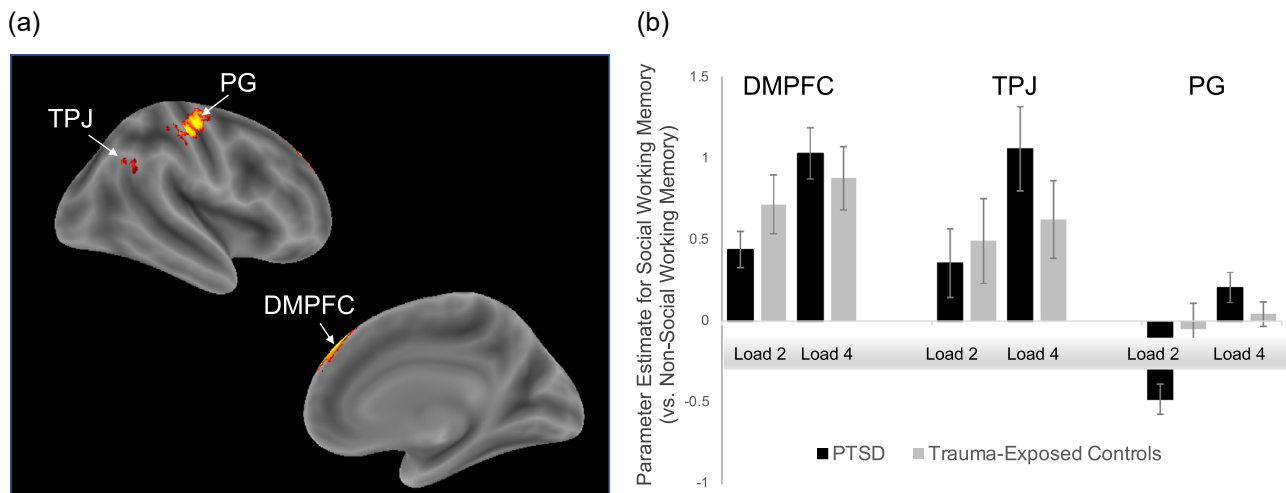 (a)
PG
TPJ
DMPFC
(b)
Parameter Estimate for Social Working Memory
(vs. Non-Social Working Memory)
1.5
1
0.5
0
-0.5
-1
DMPFC TPJ PG
Load 2 Load 4 Load 2 Load 4 Load 2 Load 4
PTSD Trauma-Exposed Controls